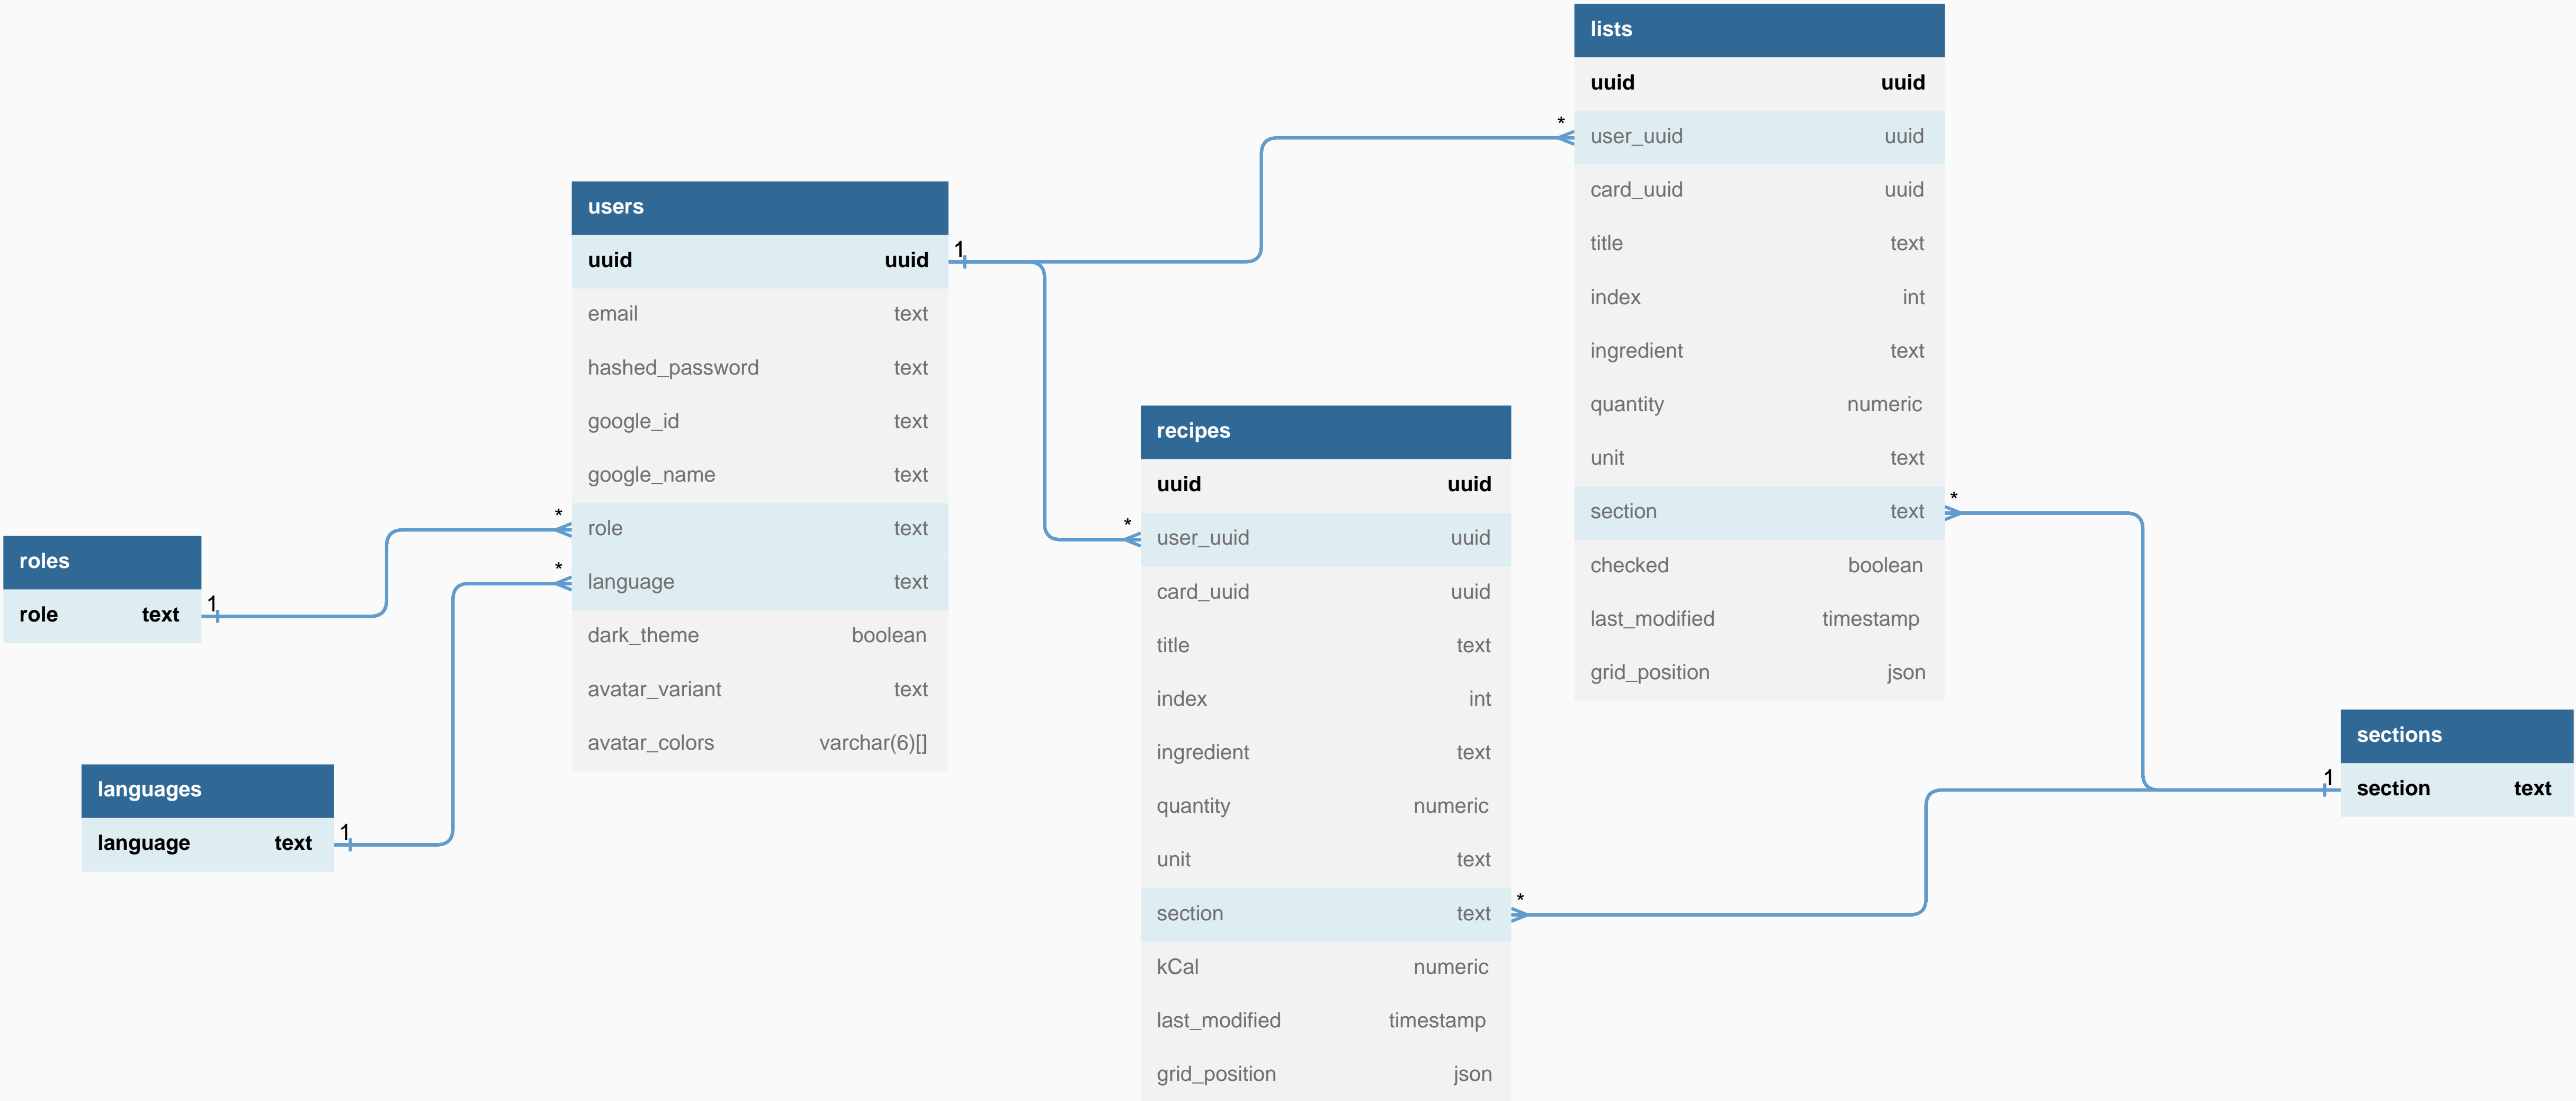 lists
uuid uuid
user_uuid uuid
card_uuid uuid
title text
index int
ingredient text
quantity numeric
unit text
section text
checked boolean
last_modified timestamp
grid_position json
*
*
users
uuid uuid
email text
hashed_password text
google_id text
google_name text
role text
language text
dark_theme boolean
avatar_variant text
avatar_colors varchar(6)[]
1
*
*
recipes
uuid uuid
user_uuid uuid
card_uuid uuid
title text
index int
ingredient text
quantity numeric
unit text
section text
kCal numeric
last_modified timestamp
grid_position json
*
*
roles
role text
1
languages
language text
1
sections
section text
1